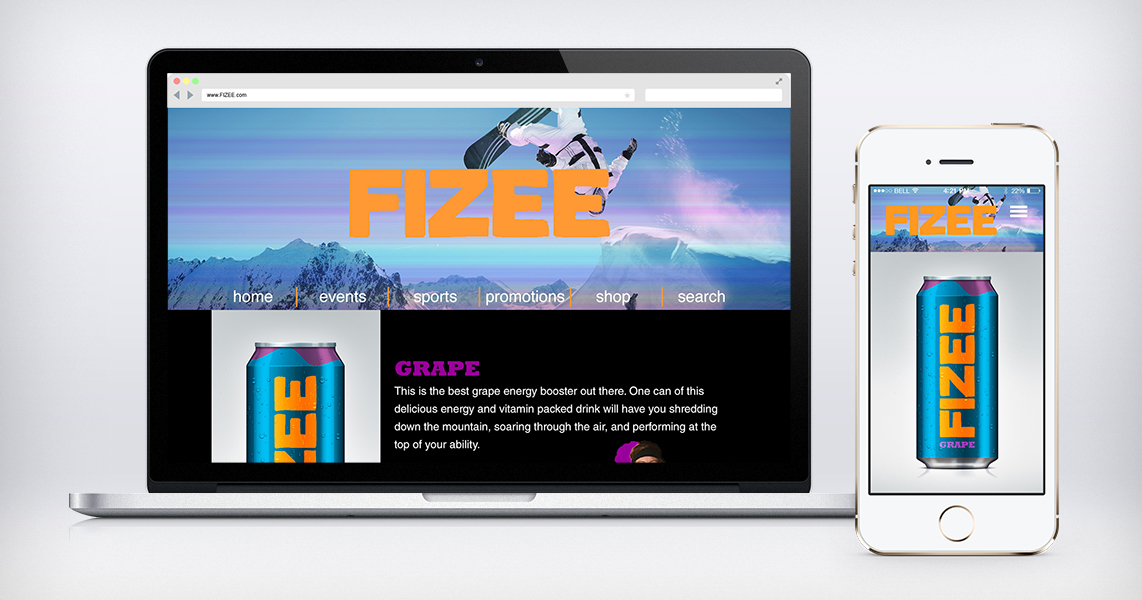 www.FIZEE.com
FIZEE
home
events
sports
promotions
shop
search
FIZEE
GRAPE
This is the best grape energy booster out there. One can of this
delicious energy and vitamin packed drink will have you shredding
down the mountain, soaring through the air, and performing at the
top of your ability.
BELL 4:21 PM 22%
FIZEE
FIZEE
GRAPE